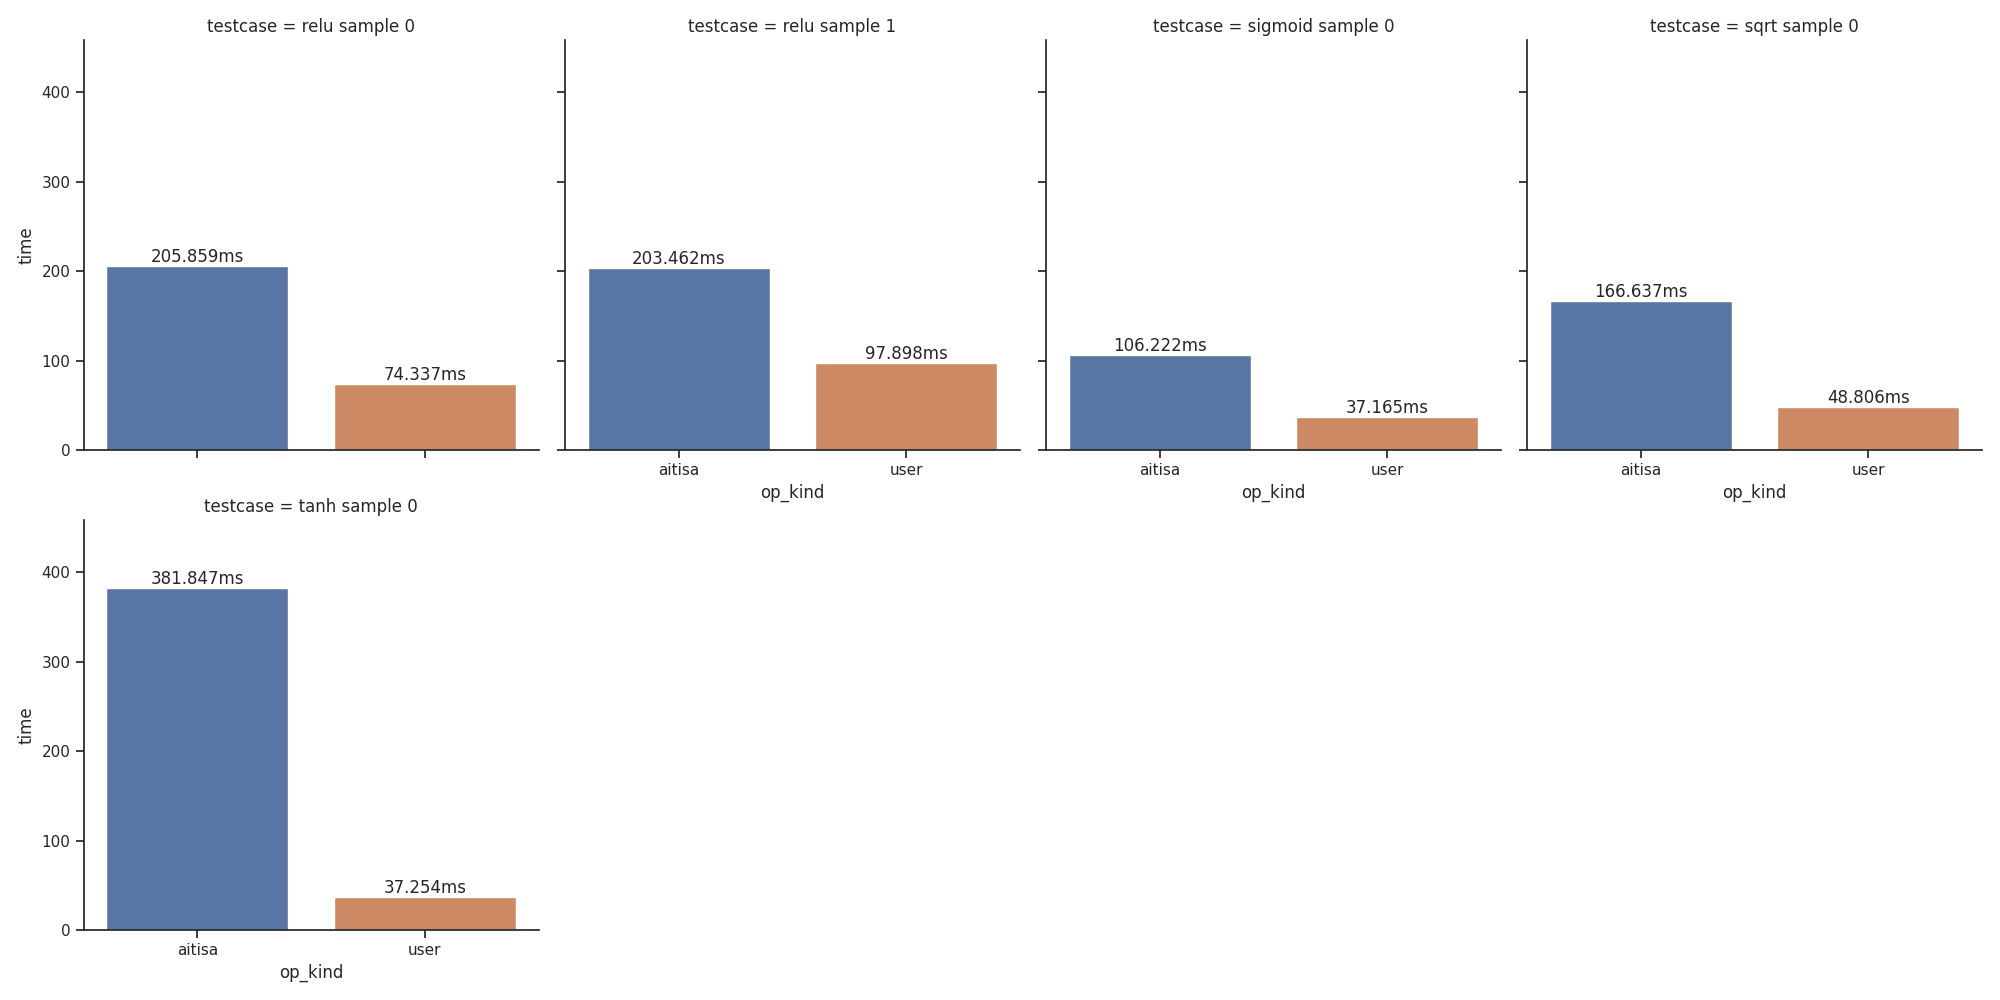 testcase = relu sample 0
testcase = relu sample 1
testcase = sigmoid sample 0
testcase = sqrt sample 0
400
300
200
100
0
time
205.859ms
74.337ms
203.462ms
97.898ms
106.222ms
37.165ms
166.637ms
48.806ms
aitisa
user
aitisa
user
aitisa
user
op_kind
op_kind
op_kind
testcase = tanh sample 0
400
300
200
100
0
time
381.847ms
37.254ms
aitisa
user
op_kind